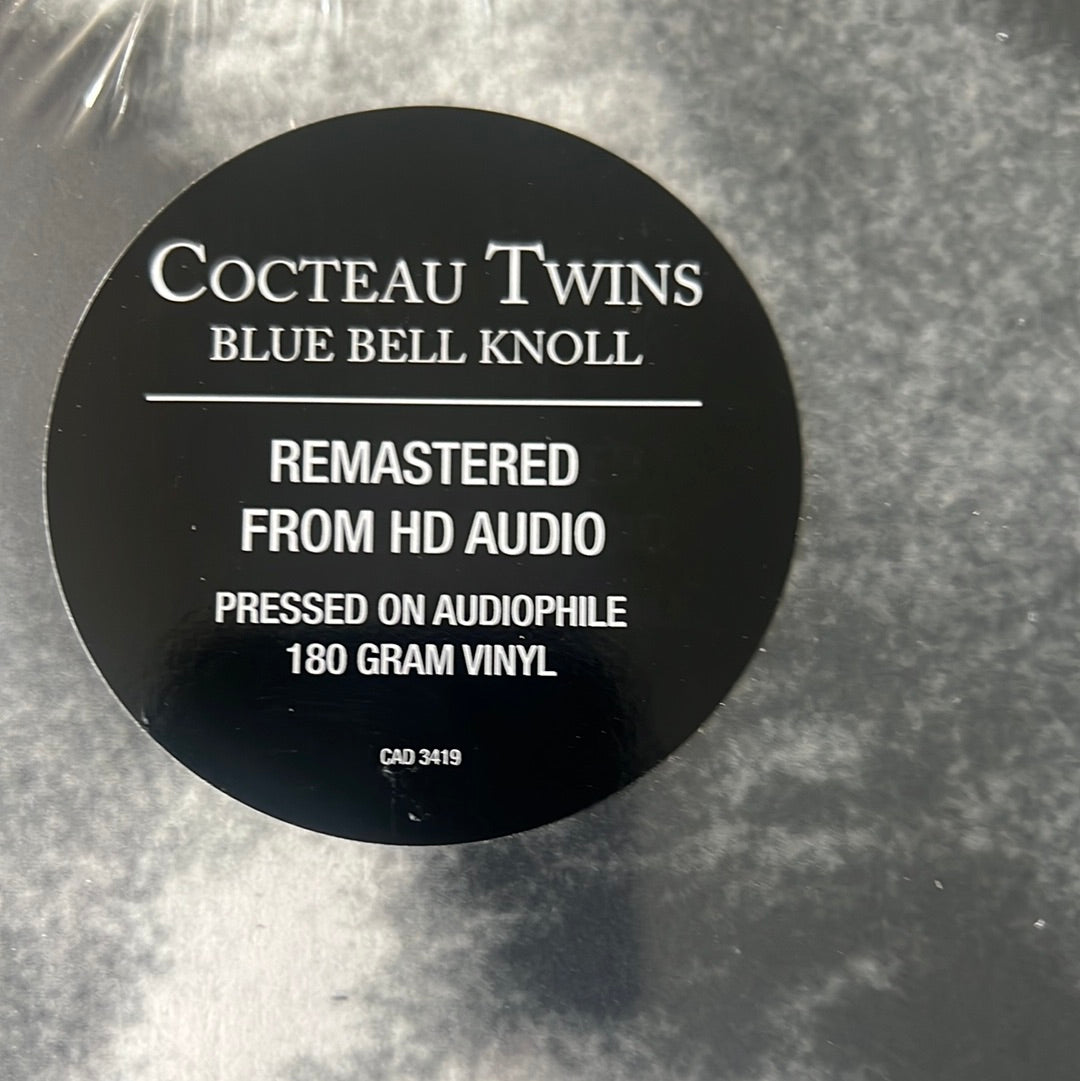 COCTEAU TWINS
BLUE BELL KNOLL
REMASTERED
FROM HD AUDIO
PRESSED ON AUDIOPHILE
180 GRAM VINYL
CAD 3419